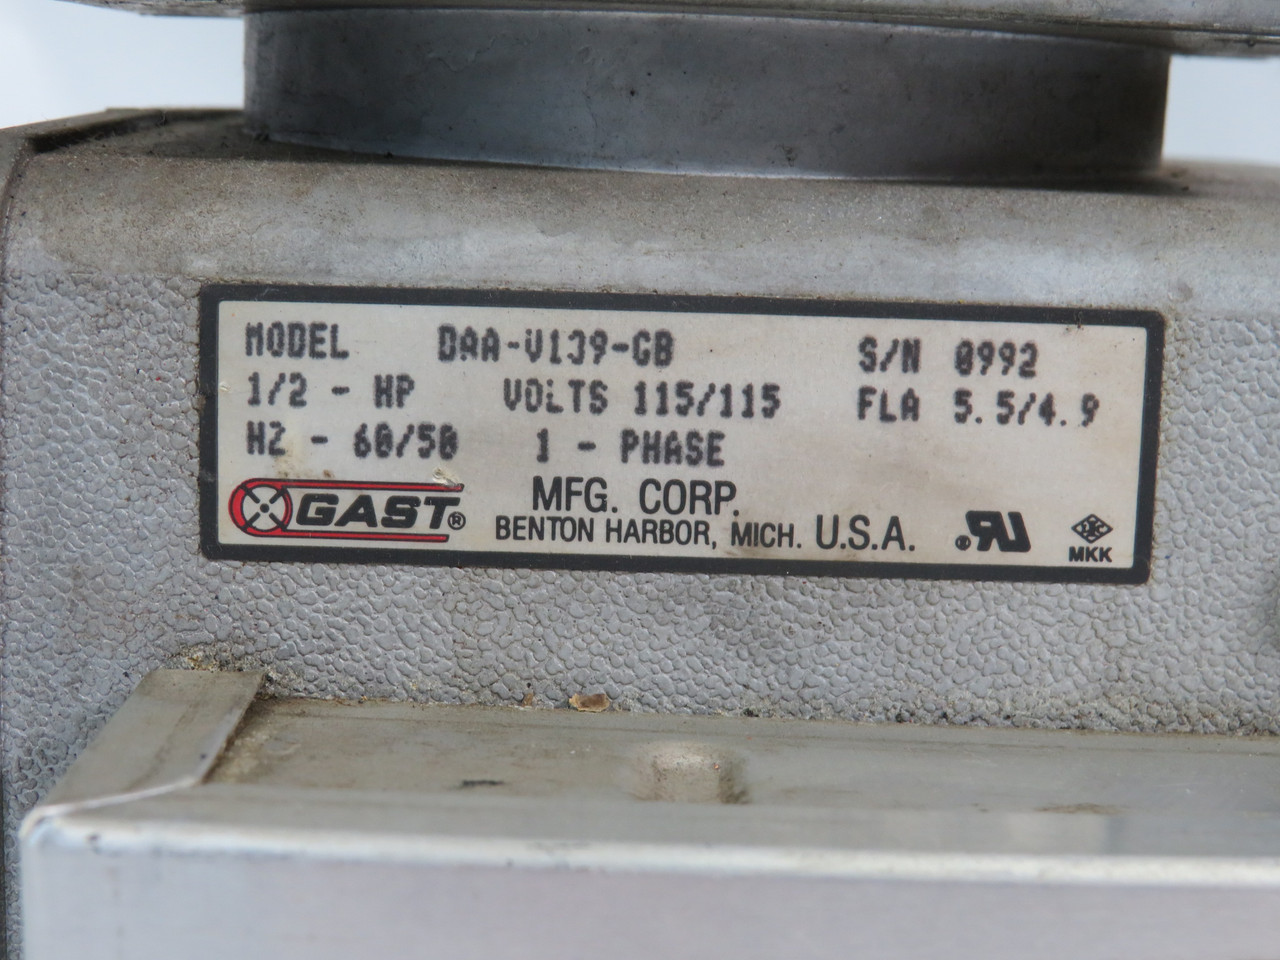 MODEL DAA-V139-GB S/N 0992
1/2 - HP VOLTS 115/115 FLA 5.5/4.9
HZ - 60/50 1 - PHASE
GAST® MFG. CORP.
BENTON HARBOR, MICH. U.S.A.
® RU
MKK